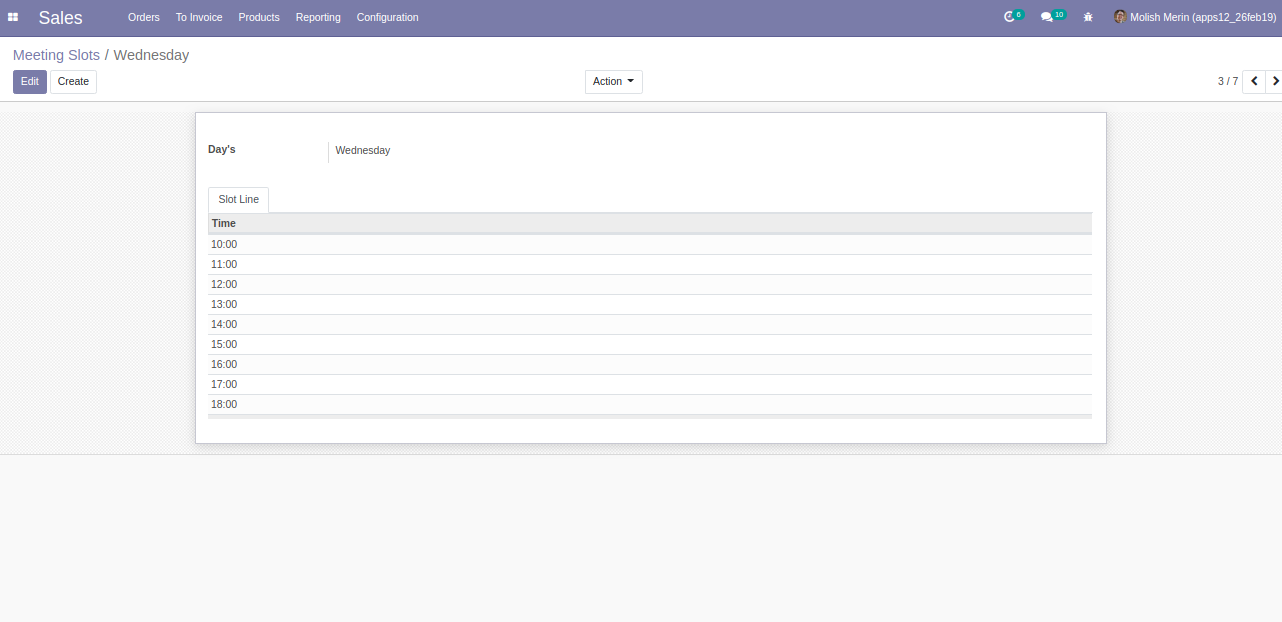 Sales Orders To Invoice Products Reporting Configuration 6 10 Molish Merin (apps12_26feb19)
Meeting Slots / Wednesday
Edit Create Action 3 / 7
Day's Wednesday
Slot Line
Time
10:00
11:00
12:00
13:00
14:00
15:00
16:00
17:00
18:00